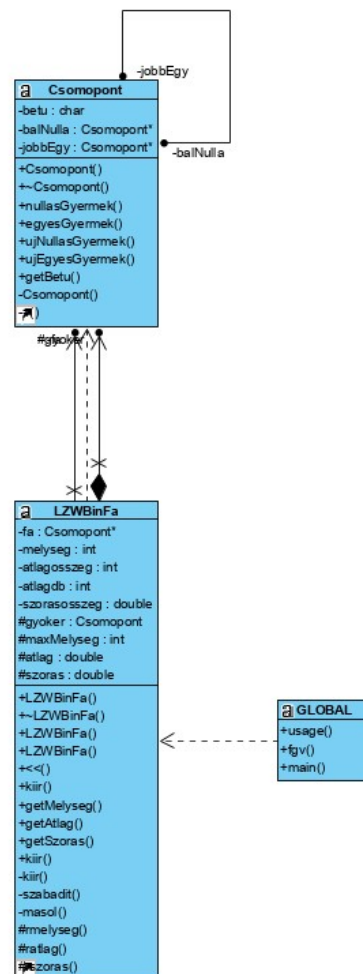 -jobbEgy
a Csomopont
-betu : char
-balNulla : Csomopont*
-jobbEgy : Csomopont*
-balNulla
+Csomopont()
+~Csomopont()
+nullasGyermek()
+egyesGyermek()
+ujNullasGyermek()
+ujEgyesGyermek()
+getBetu()
-Csomopont()
a LZWBinFa
-fa : Csomopont*
-melyseg : int
-atlagosszeg : int
-atlagdb : int
-szorasosszeg : double
#gyoker : Csomopont
#maxMelyseg : int
#atlag : double
#szoras : double
+LZWBinFa()
+~LZWBinFa()
+LZWBinFa()
+LZWBinFa()
+<<()
+kiir()
+getMelyseg()
+getAtlag()
+getSzoras()
+kiir()
-kiir()
-szabadit()
-masol()
#rmelyseg()
#ratlag()
a GLOBAL
+usage()
+fgv()
+main()